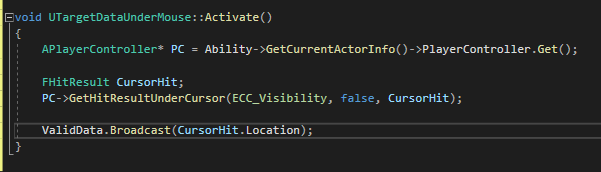 void UTargetDataUnderMouse::Activate()
{
APlayerController* PC = Ability->GetCurrentActorInfo()->PlayerController.Get();
FHitResult CursorHit;
PC->GetHitResultUnderCursor(ECC_Visibility, false, CursorHit);
ValidData.Broadcast(CursorHit.Location);
}